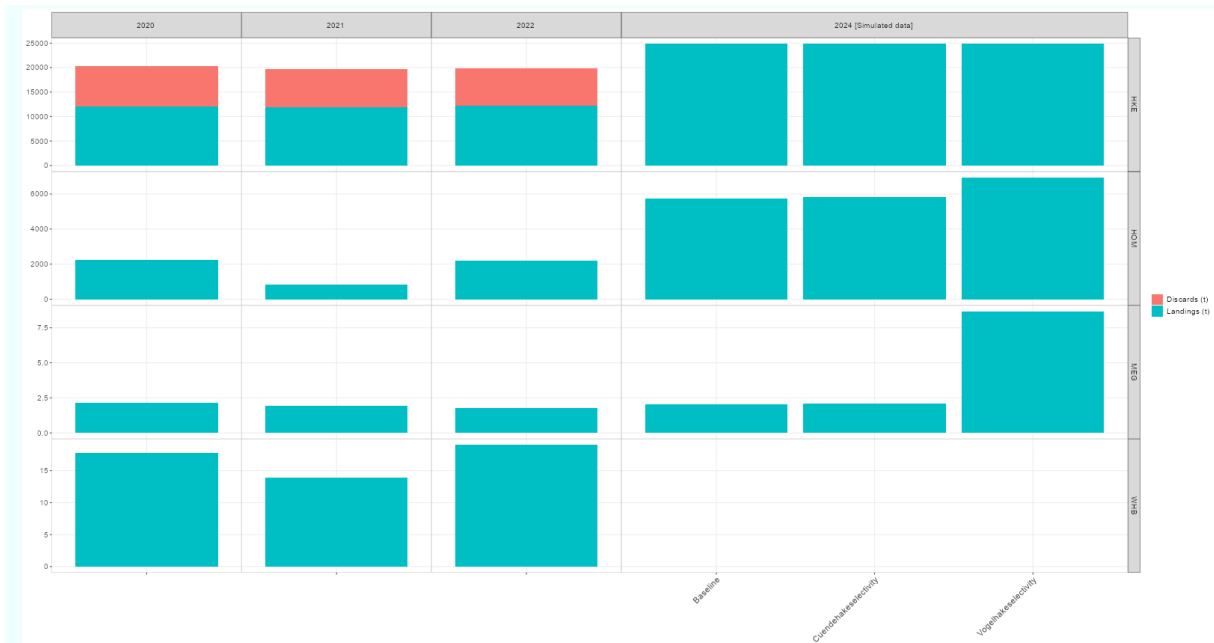 2020
2021
2022
2024 [Simulated data]
25000
20000
15000
10000
5000
0
HKE
6000
4000
2000
0
HOM
7.5
5.0
2.5
0.0
MEG
15
10
5
0
WHB
Discards (t)
Landings (t)
Baseline
Cuendehakeselectivity
Vogelhakeselectivity